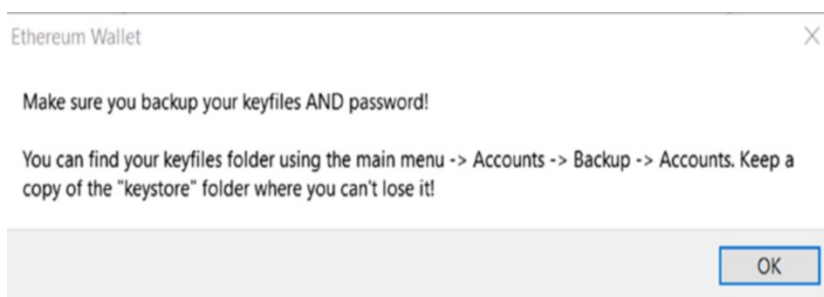 Ethereum Wallet
Make sure you backup your keyfiles AND password!
You can find your keyfiles folder using the main menu -> Accounts -> Backup -> Accounts. Keep a
copy of the "keystore" folder where you can't lose it!
OK